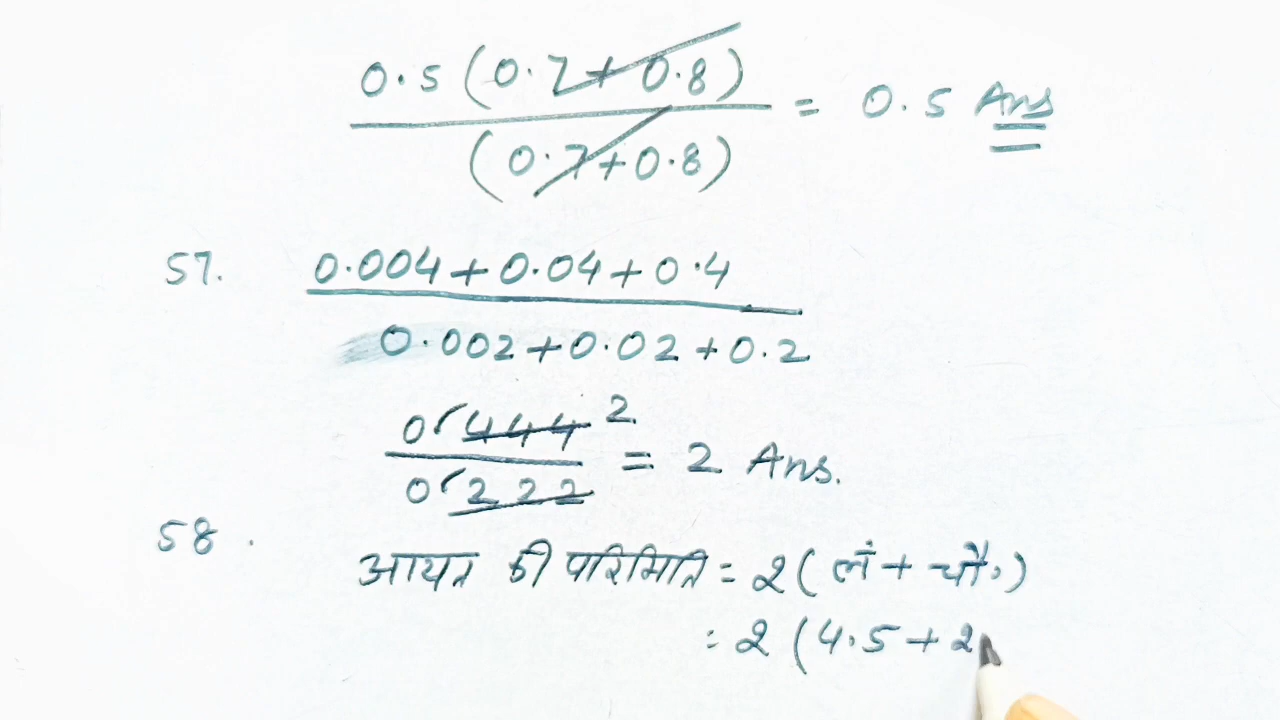 0.5 (0.7+0.8)
(0.7+0.8)
= 0.5 Ans
57. 0.004+0.04+0.4
0.002+0.02+0.2
0.444 2
0.222
= 2 Ans.
58.
आयत की परिमिति = 2 (लं + चौ॰)
= 2 (4.5+2